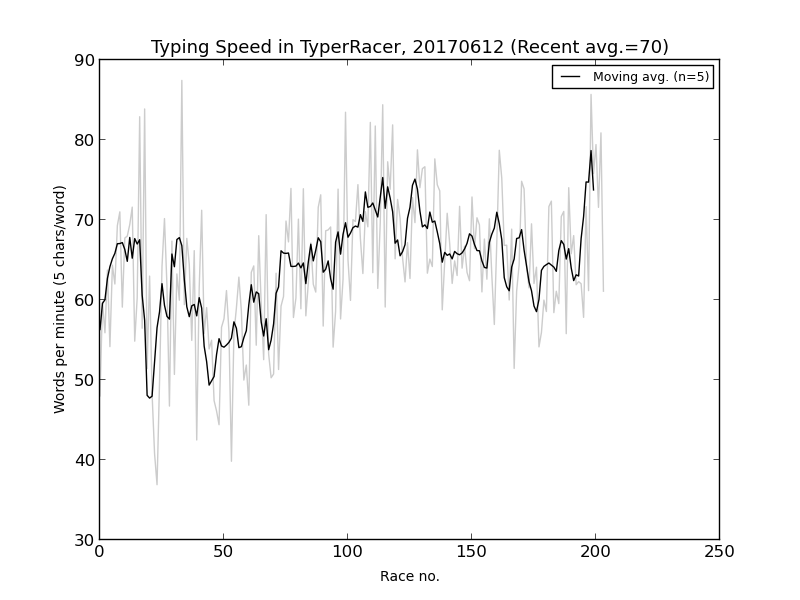 Typing Speed in TypeRacer, 20170612 (Recent avg.=70)
Moving avg. (n=5)
Words per minute (5 chars/word)
90
80
70
60
50
40
30
0 50 100 150 200 250
Race no.